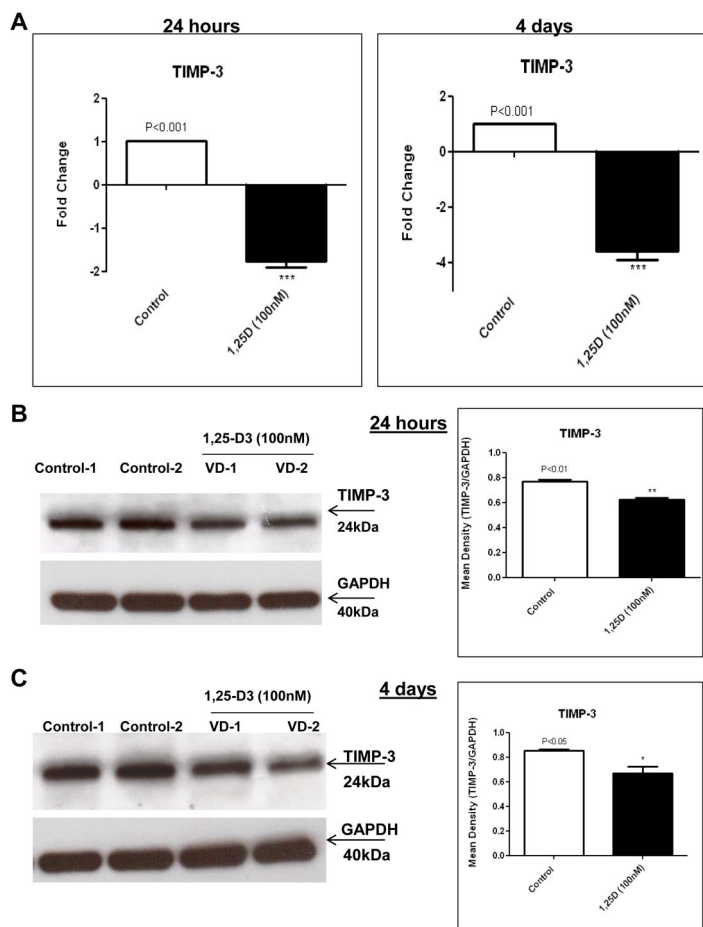 A
24 hours
TIMP-3
Fold Change
2
1
0
-1
-2
P<0.001
***
Control
1,25D (100nM)
4 days
TIMP-3
Fold Change
2
0
-2
-4
P<0.001
***
Control
1,25D (100nM)
B
24 hours
1,25-D3 (100nM)
Control-1 Control-2 VD-1 VD-2
TIMP-3
24kDa
GAPDH
40kDa
TIMP-3
Mean Density (TIMP-3/GAPDH)
1.0
0.8
0.6
0.4
0.2
0.0
P<0.01
**
Control
1,25D (100nM)
C
4 days
1,25-D3 (100nM)
Control-1 Control-2 VD-1 VD-2
TIMP-3
24kDa
GAPDH
40kDa
TIMP-3
Mean Density (TIMP-3/GAPDH)
1.0
0.8
0.6
0.4
0.2
0.0
P<0.05
*
Control
1,25D (100nM)